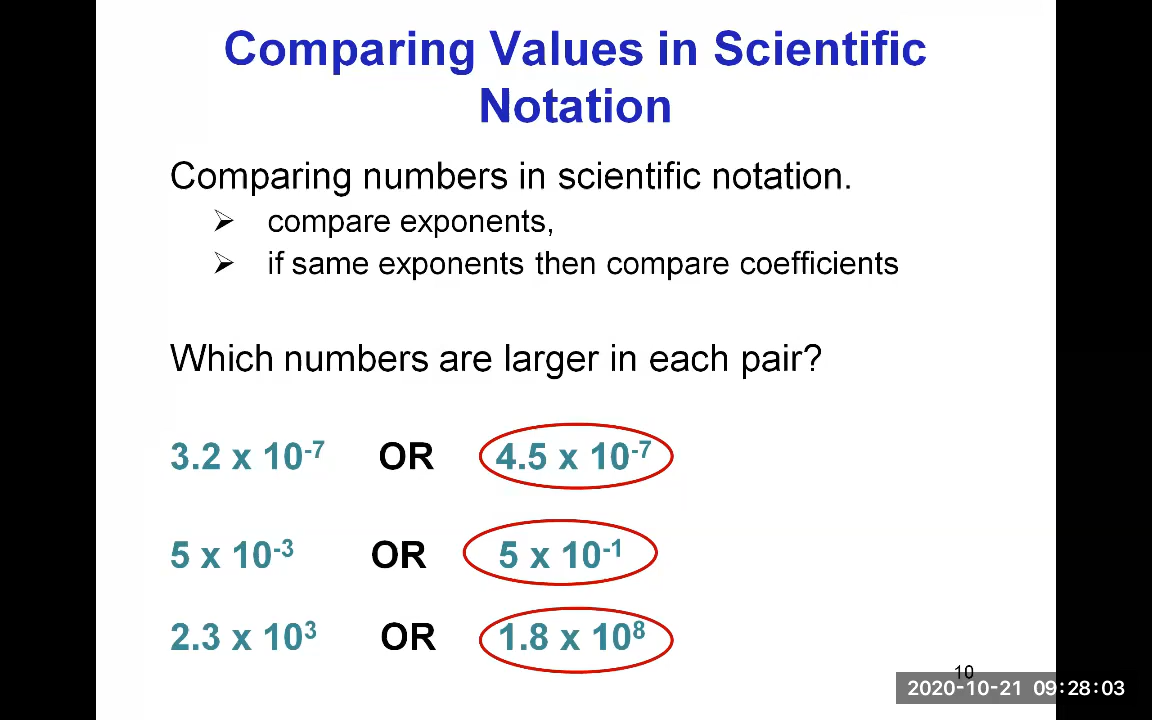 Comparing Values in Scientific
Notation
Comparing numbers in scientific notation.
➢ compare exponents,
➢ if same exponents then compare coefficients
Which numbers are larger in each pair?
3.2 x 10⁻⁷ OR 4.5 x 10⁻⁷
5 x 10⁻³ OR 5 x 10⁻¹
2.3 x 10³ OR 1.8 x 10⁸
10
2020-10-21 09:28:03